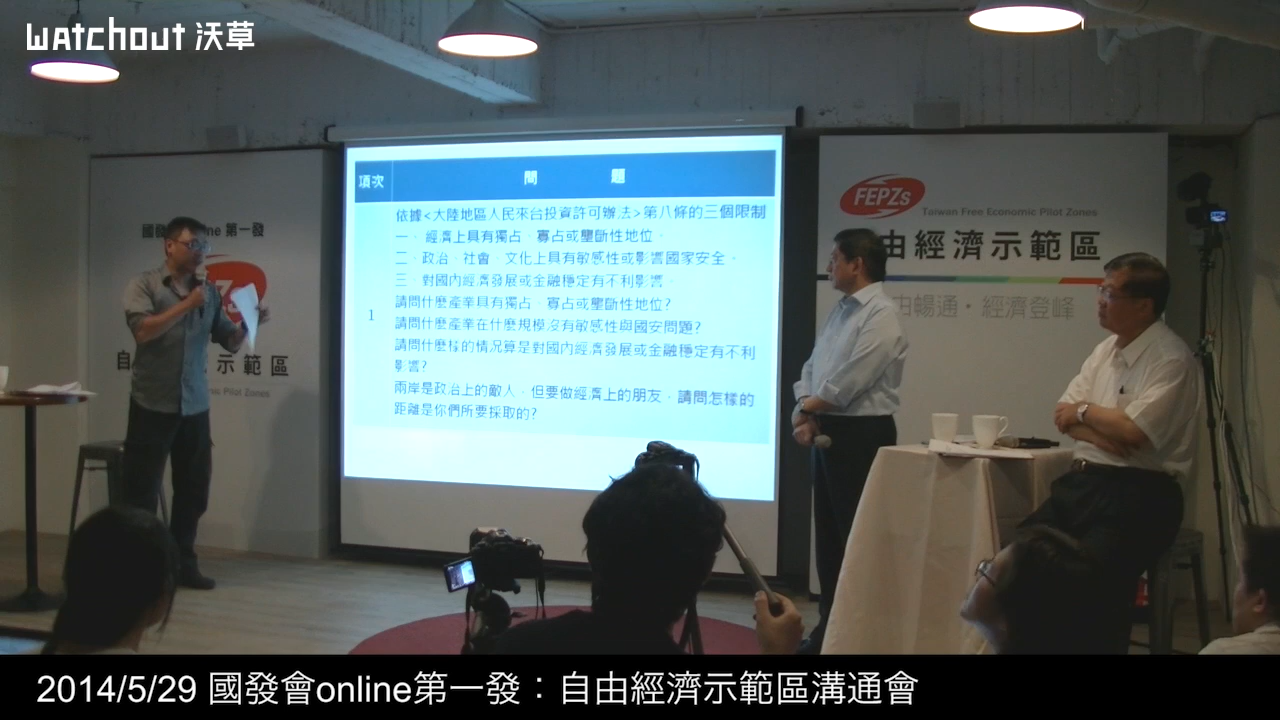 WATCHOUT 沃草
國發 line 第一發
Zs
自 示範區
mic Pilot Zones
項次 問題
依據<大陸地區人民來台投資許可辦法>第八條的三個限制
一、經濟上具有獨占、寡占或壟斷性地位。
二、政治、社會、文化上具有敏感性或影響國家安全。
三、對國內經濟發展或金融穩定有不利影響。
請問什麼產業具有獨占、寡占或壟斷性地位?
1
請問什麼產業在什麼規模沒有敏感性與國安問題?
請問什麼樣的情況算是對國內經濟發展或金融穩定有不利
影響?
兩岸是政治上的敵人，但要做經濟上的朋友，請問怎樣的
距離是你們所要採取的?
FEPZs
Taiwan Free Economic Pilot Zones
由經濟示範區
由暢通・經濟登峰
2014/5/29 國發會online第一發：自由經濟示範區溝通會